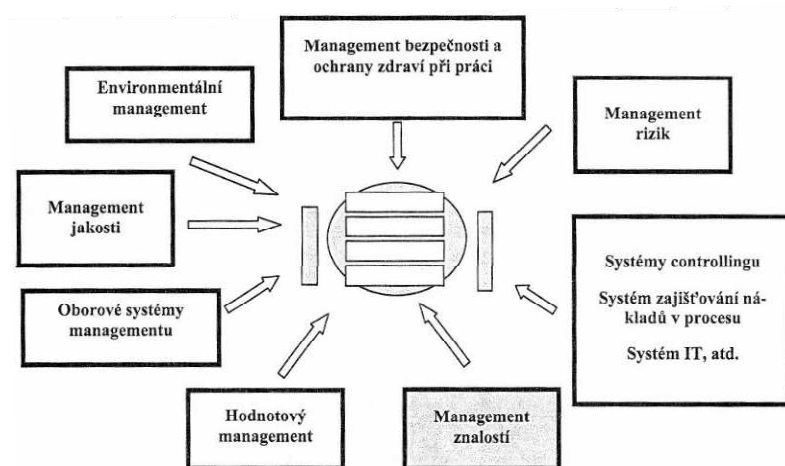 Management bezpečnosti a
ochrany zdraví při práci
Environmentální
management
Management
rizik
Management
jakosti
Systémy controllingu
Systém zajišťování ná-
kladů v procesu
Systém IT, atd.
Oborové systémy
managementu
Hodnotový
management
Management
znalostí